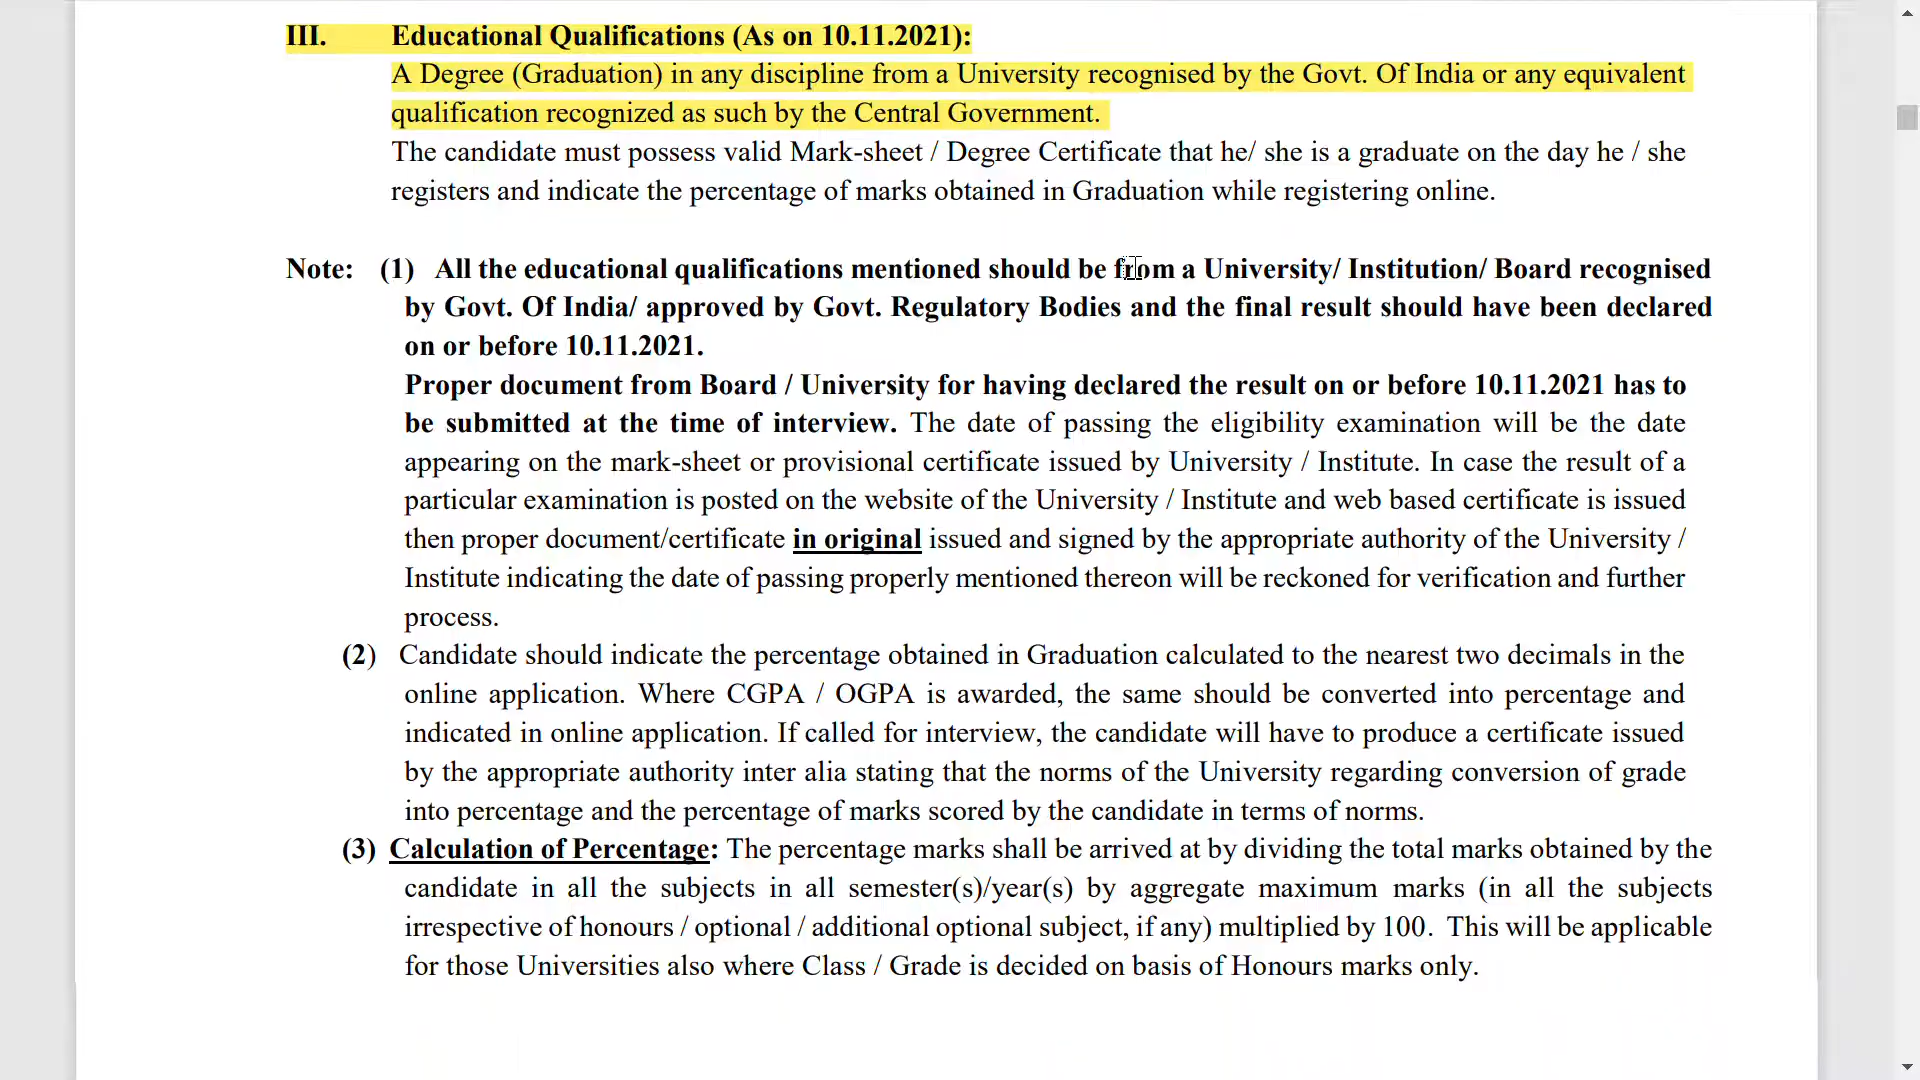 III. Educational Qualifications (As on 10.11.2021):
A Degree (Graduation) in any discipline from a University recognised by the Govt. Of India or any equivalent
qualification recognized as such by the Central Government.
The candidate must possess valid Mark-sheet / Degree Certificate that he/ she is a graduate on the day he / she
registers and indicate the percentage of marks obtained in Graduation while registering online.
Note: (1) All the educational qualifications mentioned should be from a University/ Institution/ Board recognised
by Govt. Of India/ approved by Govt. Regulatory Bodies and the final result should have been declared
on or before 10.11.2021.
Proper document from Board / University for having declared the result on or before 10.11.2021 has to
be submitted at the time of interview. The date of passing the eligibility examination will be the date
appearing on the mark-sheet or provisional certificate issued by University / Institute. In case the result of a
particular examination is posted on the website of the University / Institute and web based certificate is issued
then proper document/certificate in original issued and signed by the appropriate authority of the University /
Institute indicating the date of passing properly mentioned thereon will be reckoned for verification and further
process.
(2) Candidate should indicate the percentage obtained in Graduation calculated to the nearest two decimals in the
online application. Where CGPA / OGPA is awarded, the same should be converted into percentage and
indicated in online application. If called for interview, the candidate will have to produce a certificate issued
by the appropriate authority inter alia stating that the norms of the University regarding conversion of grade
into percentage and the percentage of marks scored by the candidate in terms of norms.
(3) Calculation of Percentage: The percentage marks shall be arrived at by dividing the total marks obtained by the
candidate in all the subjects in all semester(s)/year(s) by aggregate maximum marks (in all the subjects
irrespective of honours / optional / additional optional subject, if any) multiplied by 100. This will be applicable
for those Universities also where Class / Grade is decided on basis of Honours marks only.